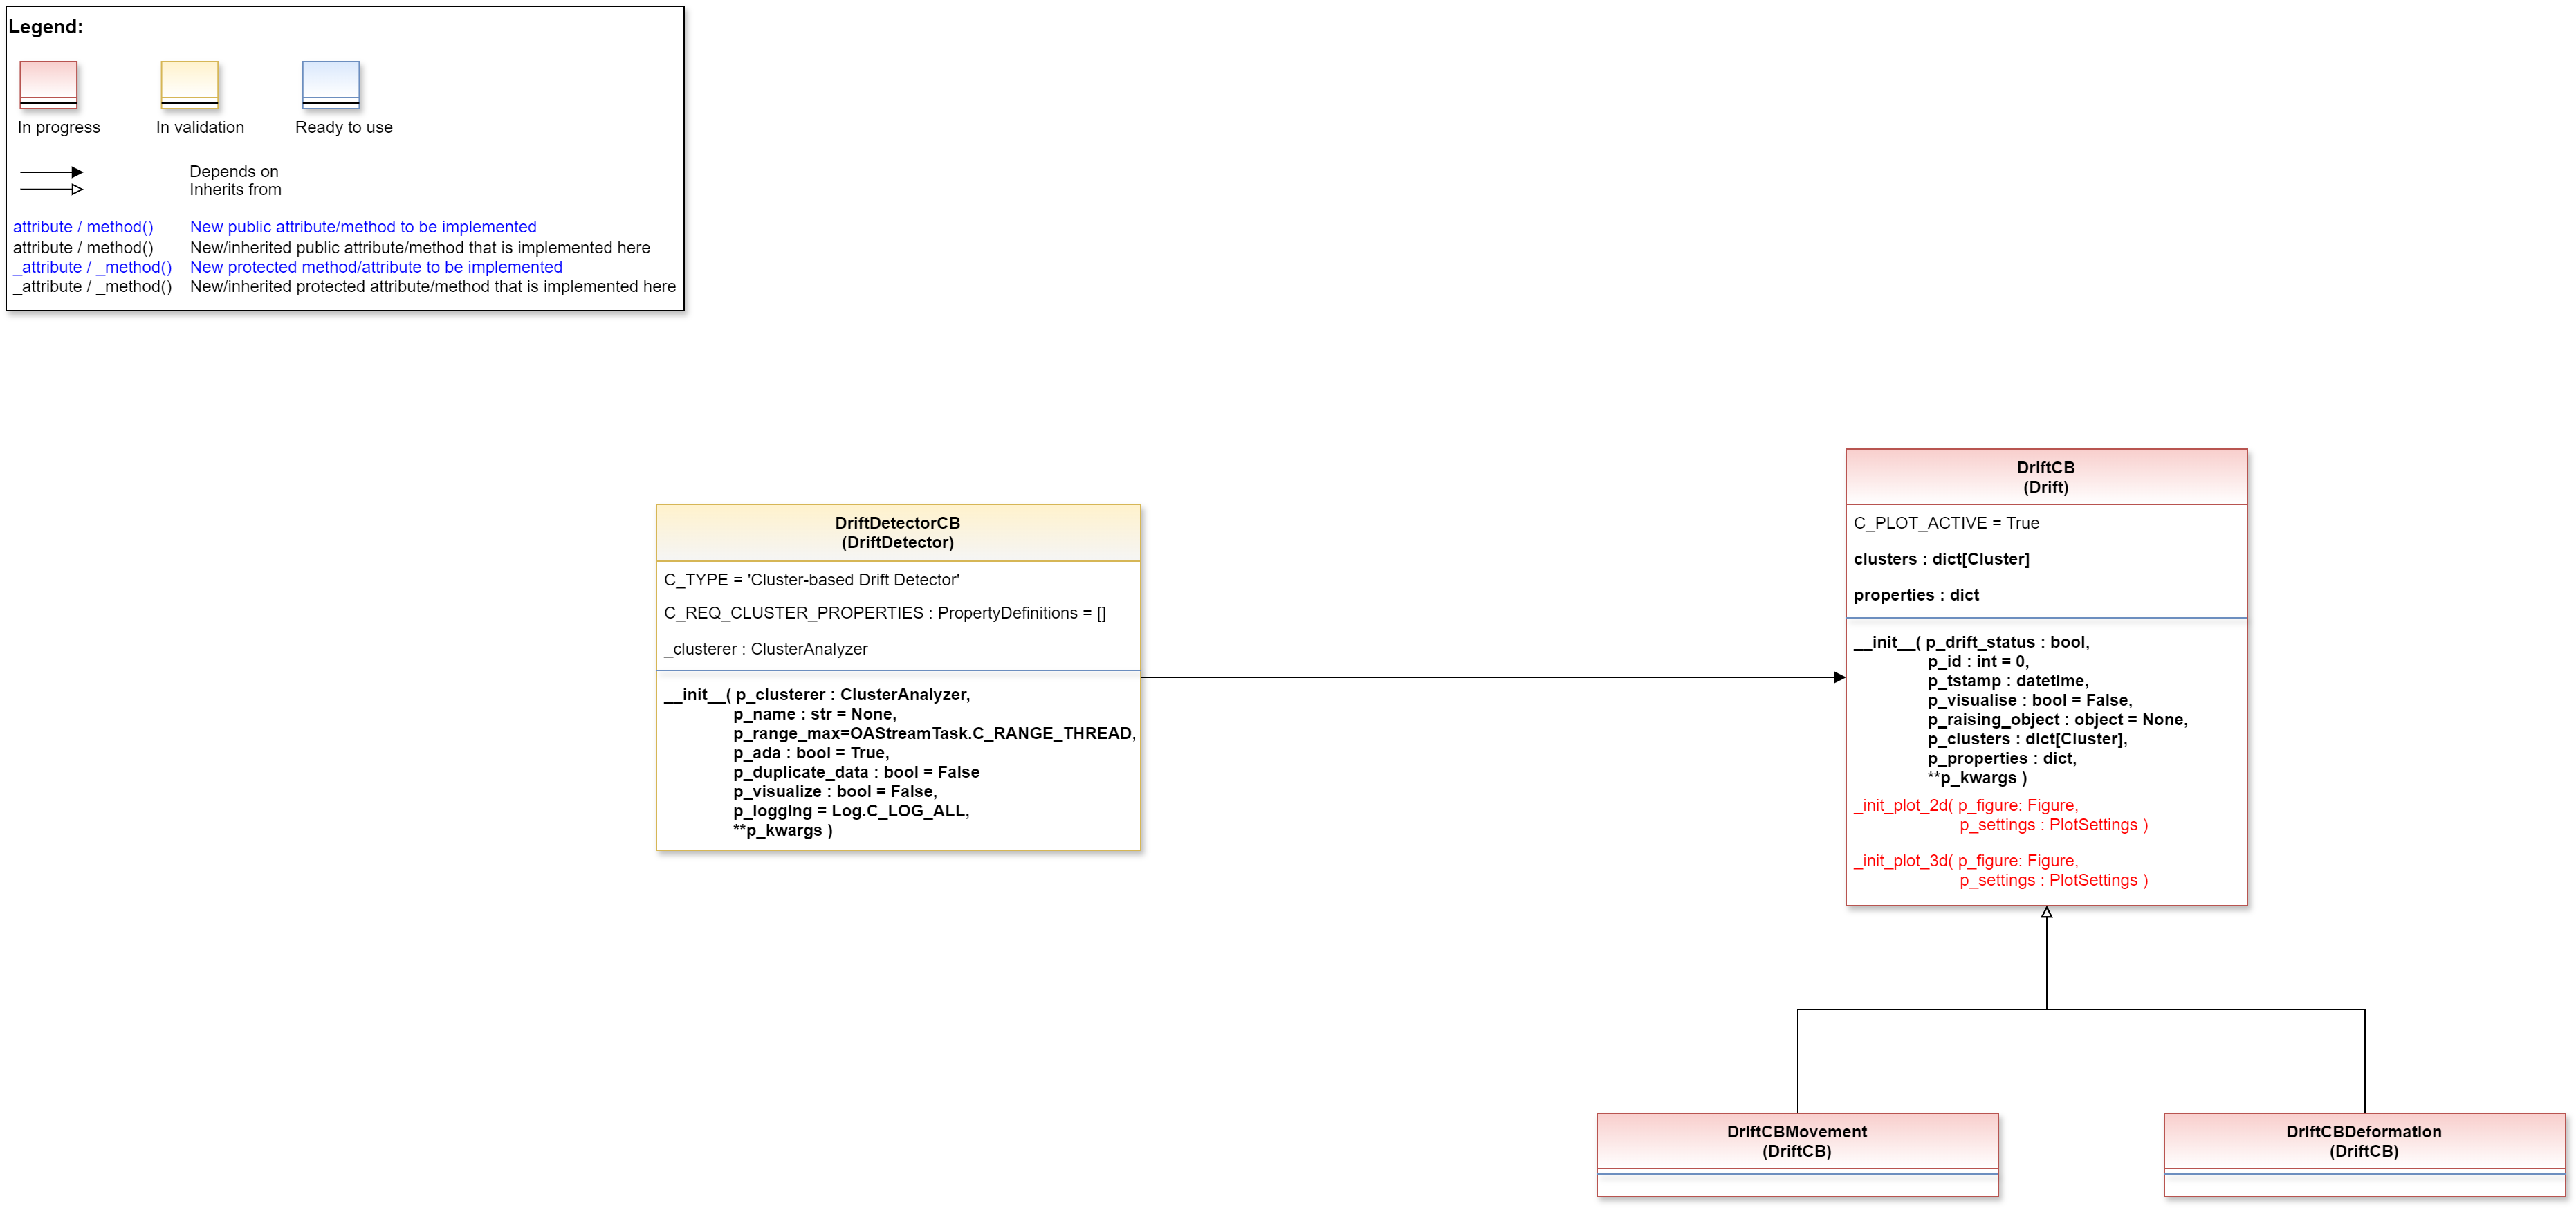 Legend:
In progress
In validation
Ready to use
Depends on
Inherits from
attribute / method() New public attribute/method to be implemented
attribute / method() New/inherited public attribute/method that is implemented here
_attribute / _method() New protected method/attribute to be implemented
_attribute / _method() New/inherited protected attribute/method that is implemented here
DriftDetectorCB
(DriftDetector)
C_TYPE = 'Cluster-based Drift Detector'
C_REQ_CLUSTER_PROPERTIES : PropertyDefinitions = []
_clusterer : ClusterAnalyzer
__init__( p_clusterer : ClusterAnalyzer,
p_name : str = None,
p_range_max=OAStreamTask.C_RANGE_THREAD,
p_ada : bool = True,
p_duplicate_data : bool = False
p_visualize : bool = False,
p_logging = Log.C_LOG_ALL,
**p_kwargs )
DriftCB
(Drift)
C_PLOT_ACTIVE = True
clusters : dict[Cluster]
properties : dict
__init__( p_drift_status : bool,
p_id : int = 0,
p_tstamp : datetime,
p_visualise : bool = False,
p_raising_object : object = None,
p_clusters : dict[Cluster],
p_properties : dict,
**p_kwargs )
_init_plot_2d( p_figure: Figure,
p_settings : PlotSettings )
_init_plot_3d( p_figure: Figure,
p_settings : PlotSettings )
DriftCBMovement
(DriftCB)
DriftCBDeformation
(DriftCB)